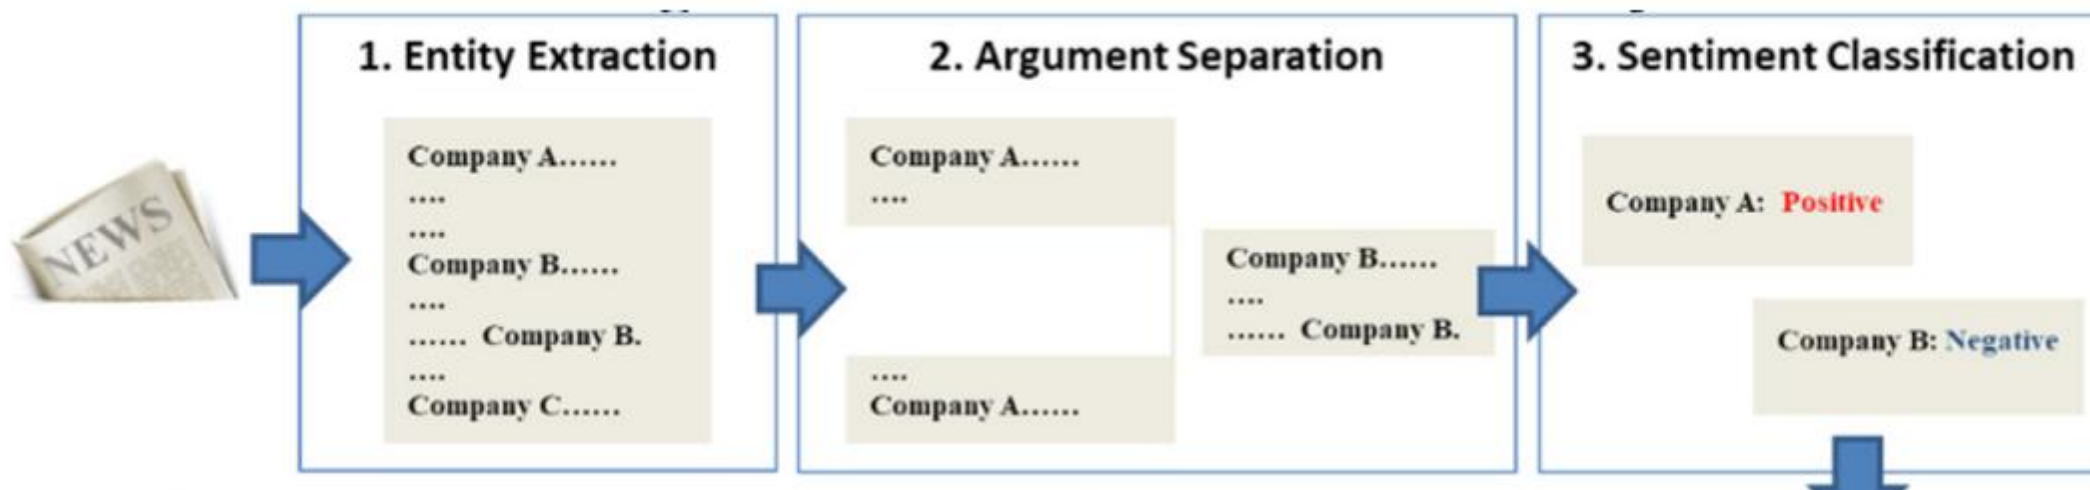 1. Entity Extraction
2. Argument Separation
3. Sentiment Classification
NEWS
Company A......
....
....
Company B......
....
...... Company B.
....
Company C......
Company A......
....
....
Company A......
Company B......
....
...... Company B.
Company A: Positive
Company B: Negative